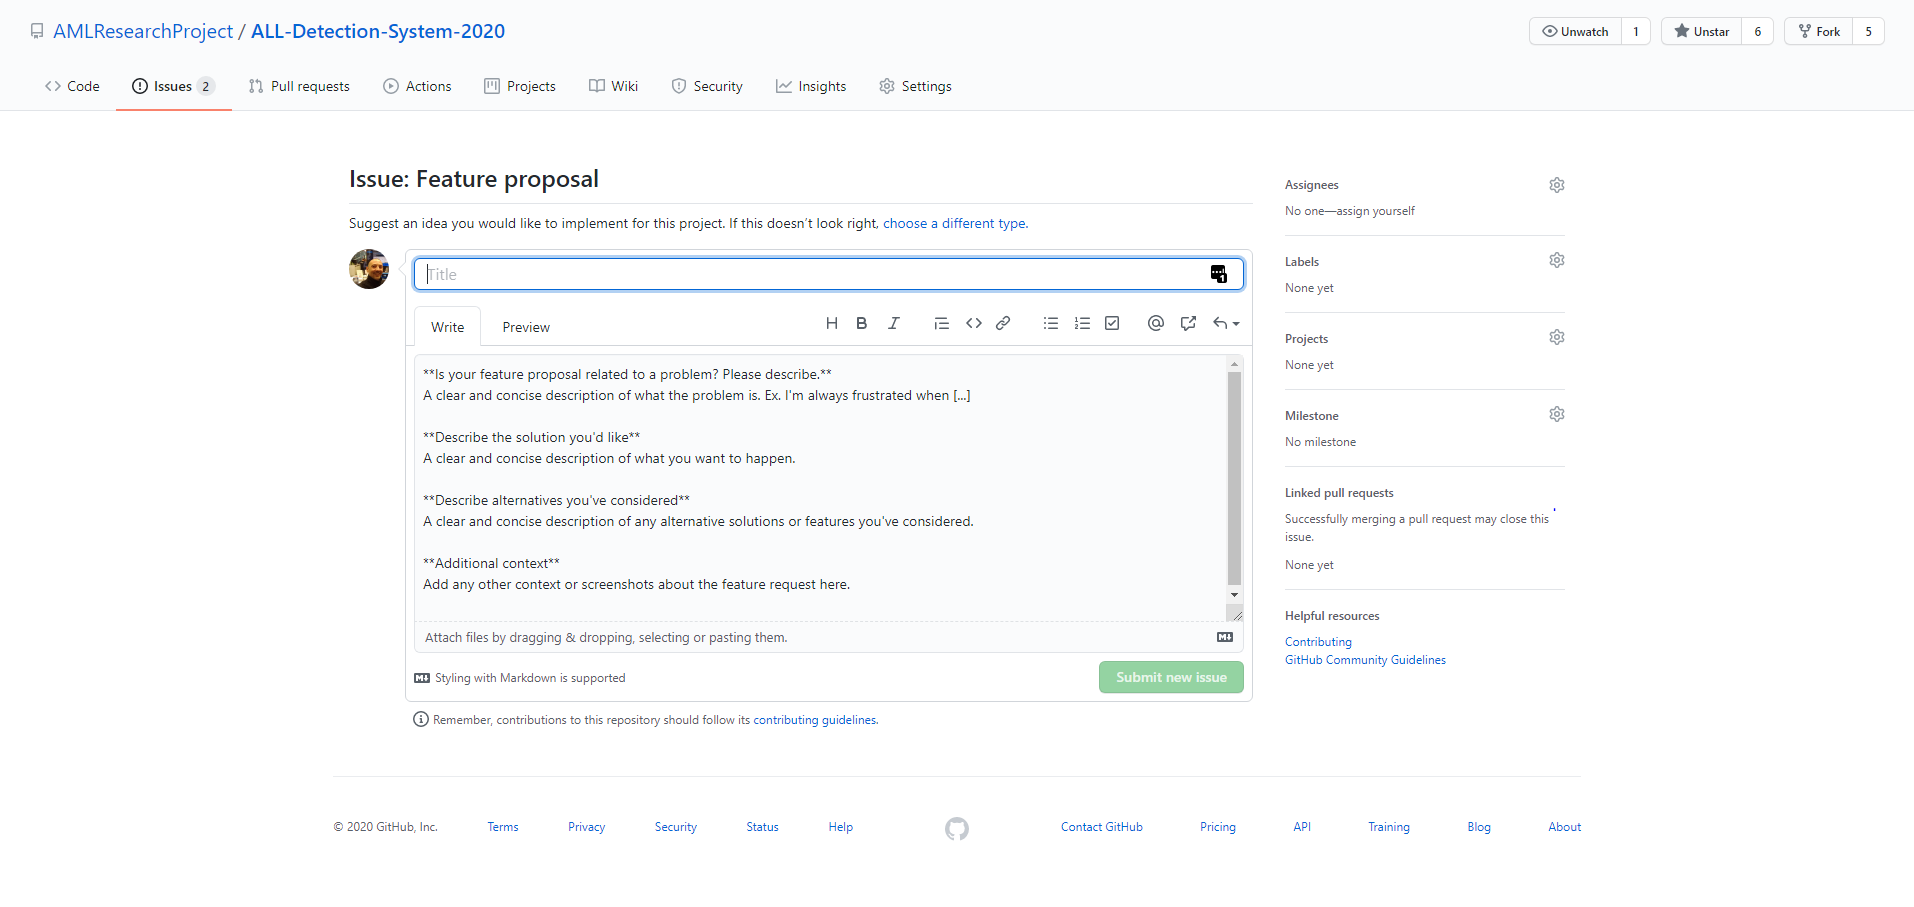 AMLResearchProject / ALL-Detection-System-2020
Unwatch 1 Unstar 6 Fork 5
Code Issues 2 Pull requests Actions Projects Wiki Security Insights Settings
Issue: Feature proposal
Suggest an idea you would like to implement for this project. If this doesn't look right, choose a different type.
Title
Write Preview
**Is your feature proposal related to a problem? Please describe.**
A clear and concise description of what the problem is. Ex. I'm always frustrated when [...]
**Describe the solution you'd like**
A clear and concise description of what you want to happen.
**Describe alternatives you've considered**
A clear and concise description of any alternative solutions or features you've considered.
**Additional context**
Add any other context or screenshots about the feature request here.
Attach files by dragging & dropping, selecting or pasting them.
Styling with Markdown is supported
Submit new issue
Remember, contributions to this repository should follow its contributing guidelines.
Assignees
No one—assign yourself
Labels
None yet
Projects
None yet
Milestone
No milestone
Linked pull requests
Successfully merging a pull request may close this
issue.
None yet
Helpful resources
Contributing
GitHub Community Guidelines
© 2020 GitHub, Inc. Terms Privacy Security Status Help Contact GitHub Pricing API Training Blog About